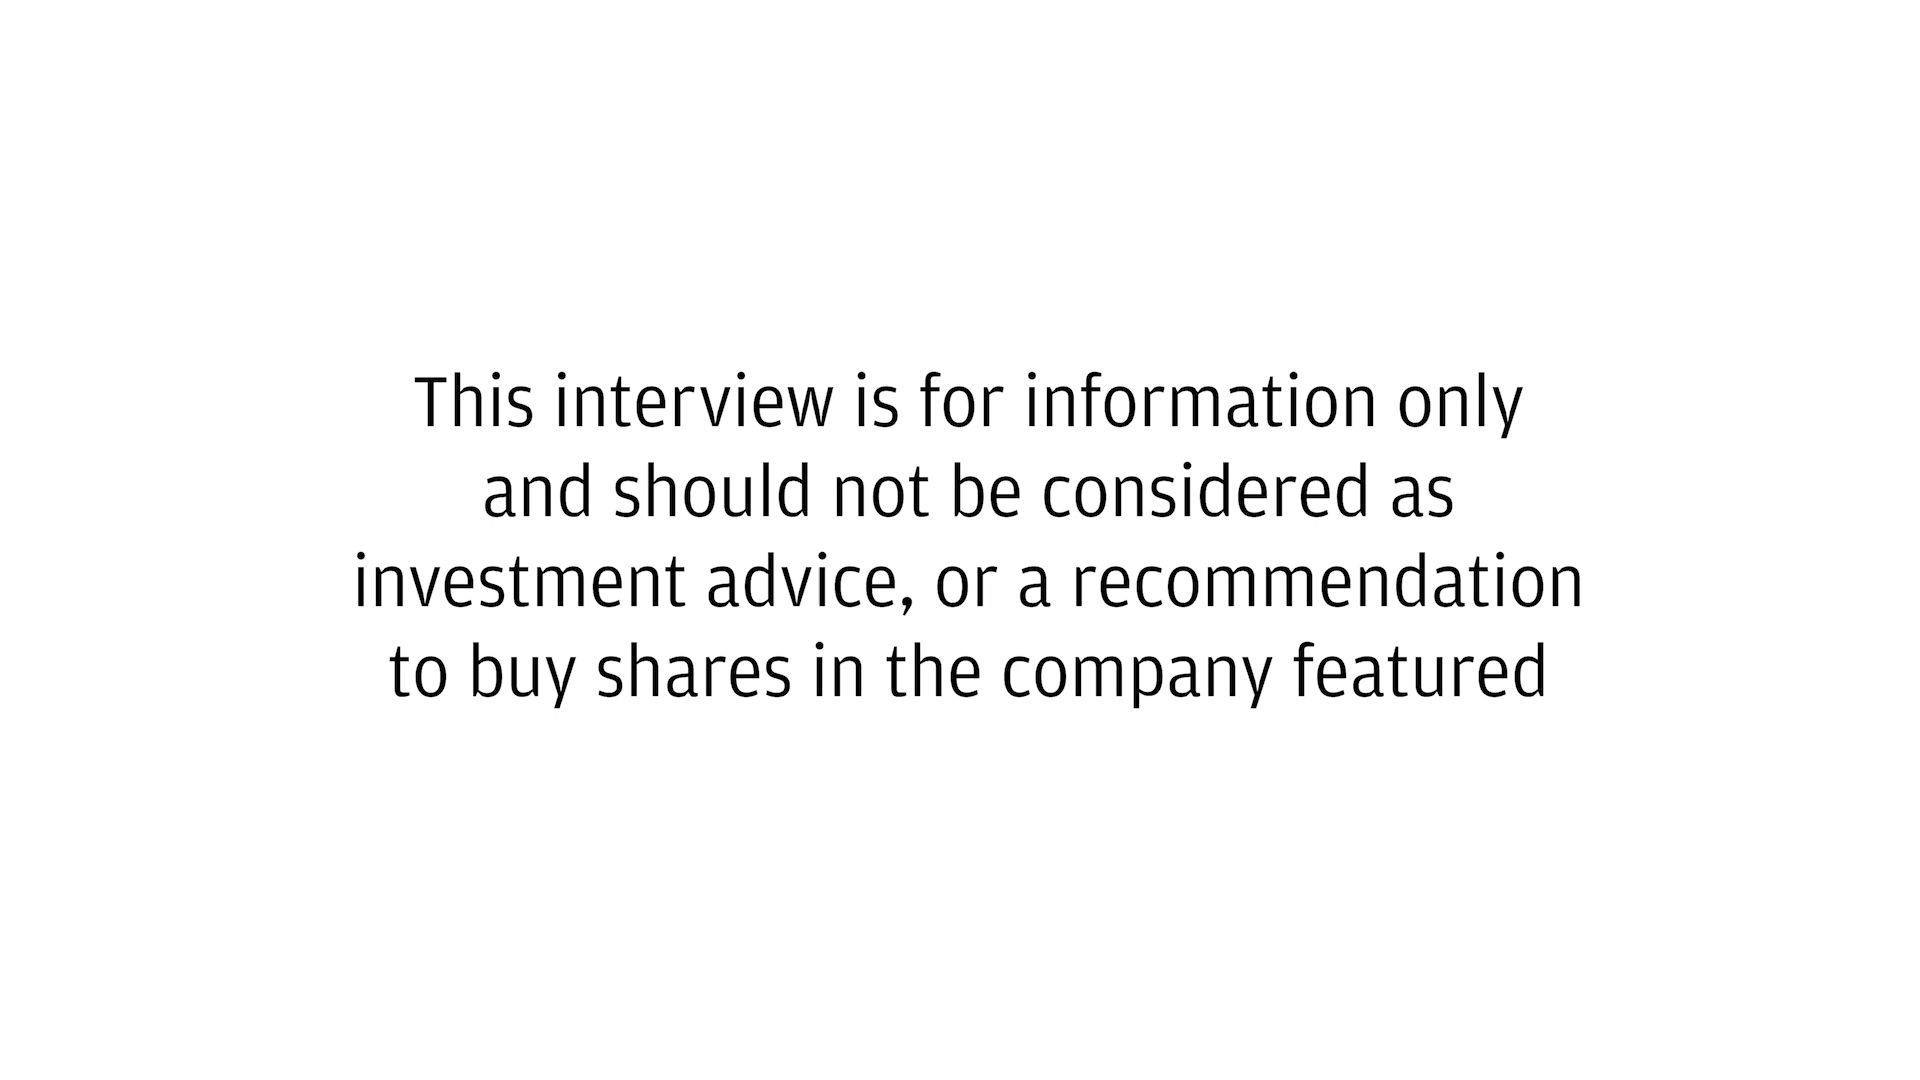 This interview is for information only
and should not be considered as
investment advice, or a recommendation
to buy shares in the company featured